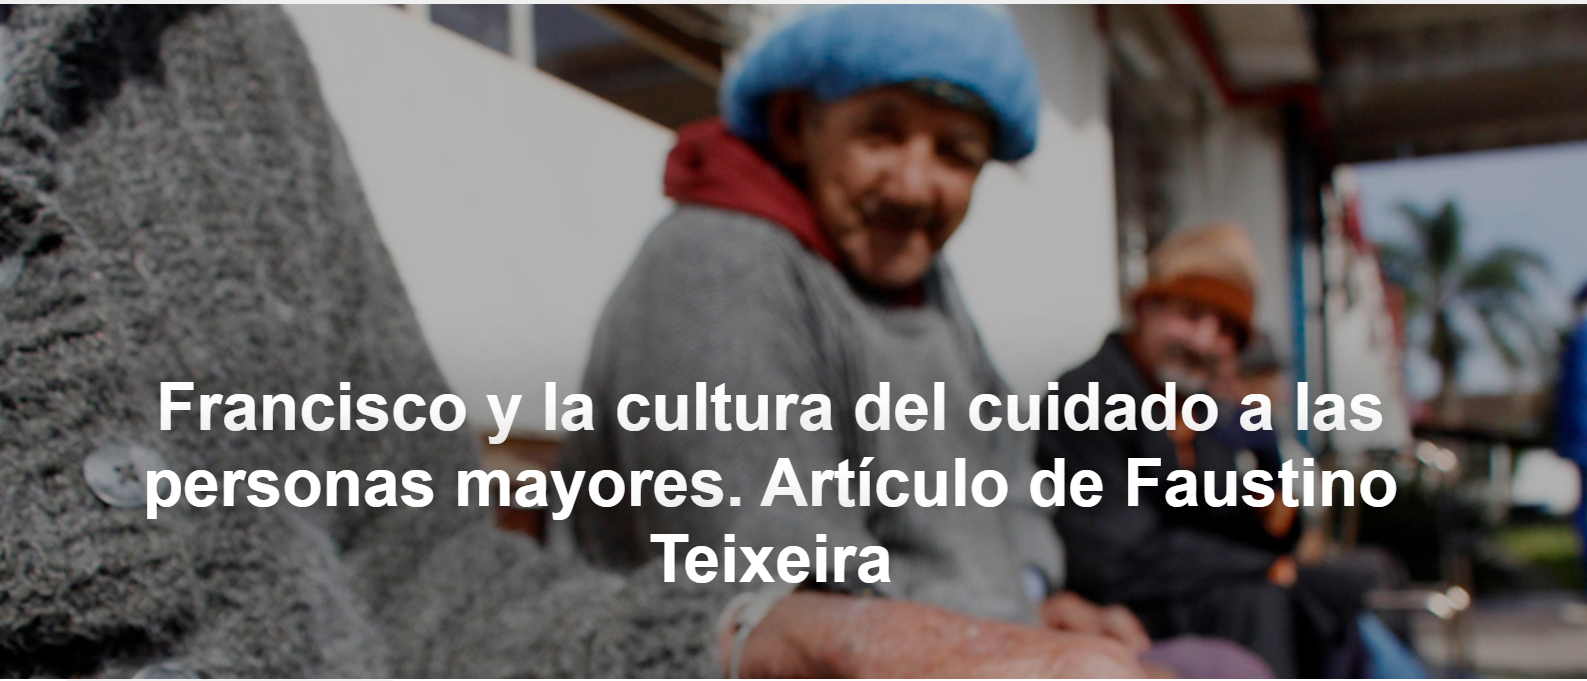 Francisco y la cultura del cuidado a las
personas mayores. Artículo de Faustino
Teixeira